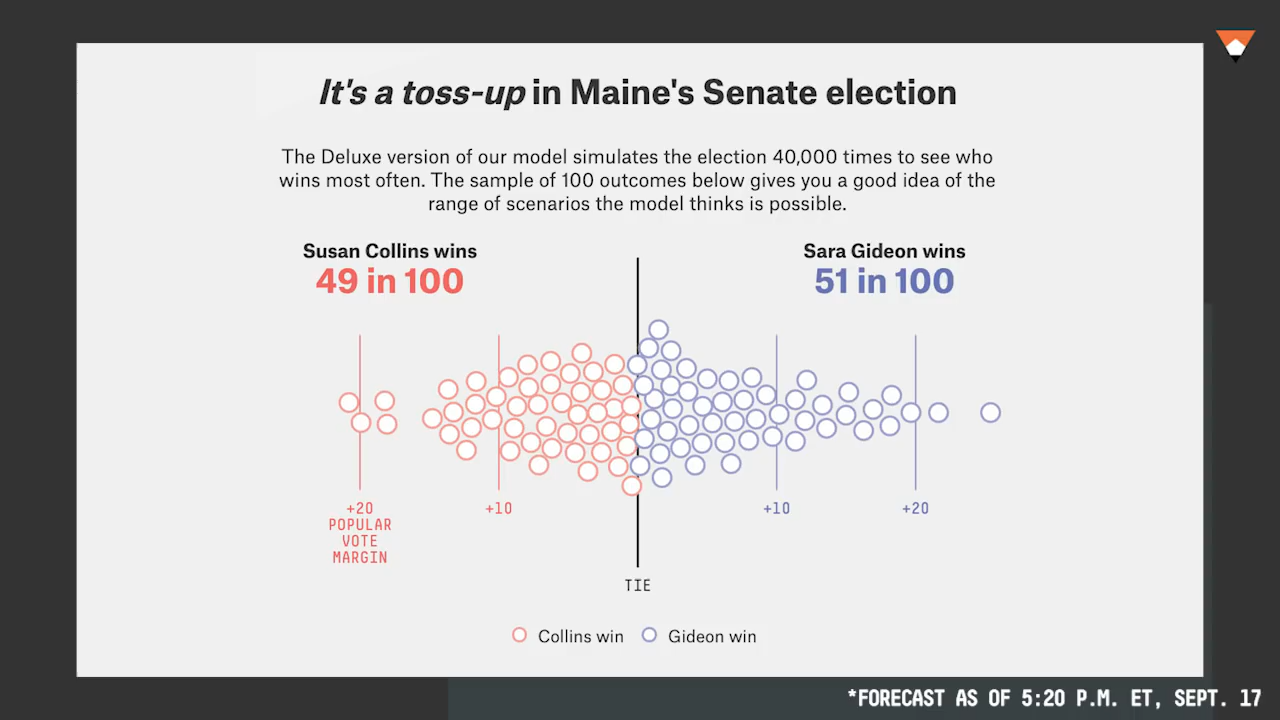 It's a toss-up in Maine's Senate election
The Deluxe version of our model simulates the election 40,000 times to see who
wins most often. The sample of 100 outcomes below gives you a good idea of the
range of scenarios the model thinks is possible.
Susan Collins wins
49 in 100
Sara Gideon wins
51 in 100
+20
POPULAR
VOTE
MARGIN
+10
+10
+20
TIE
Collins win
Gideon win
*FORECAST AS OF 5:20 P.M. ET, SEPT. 17